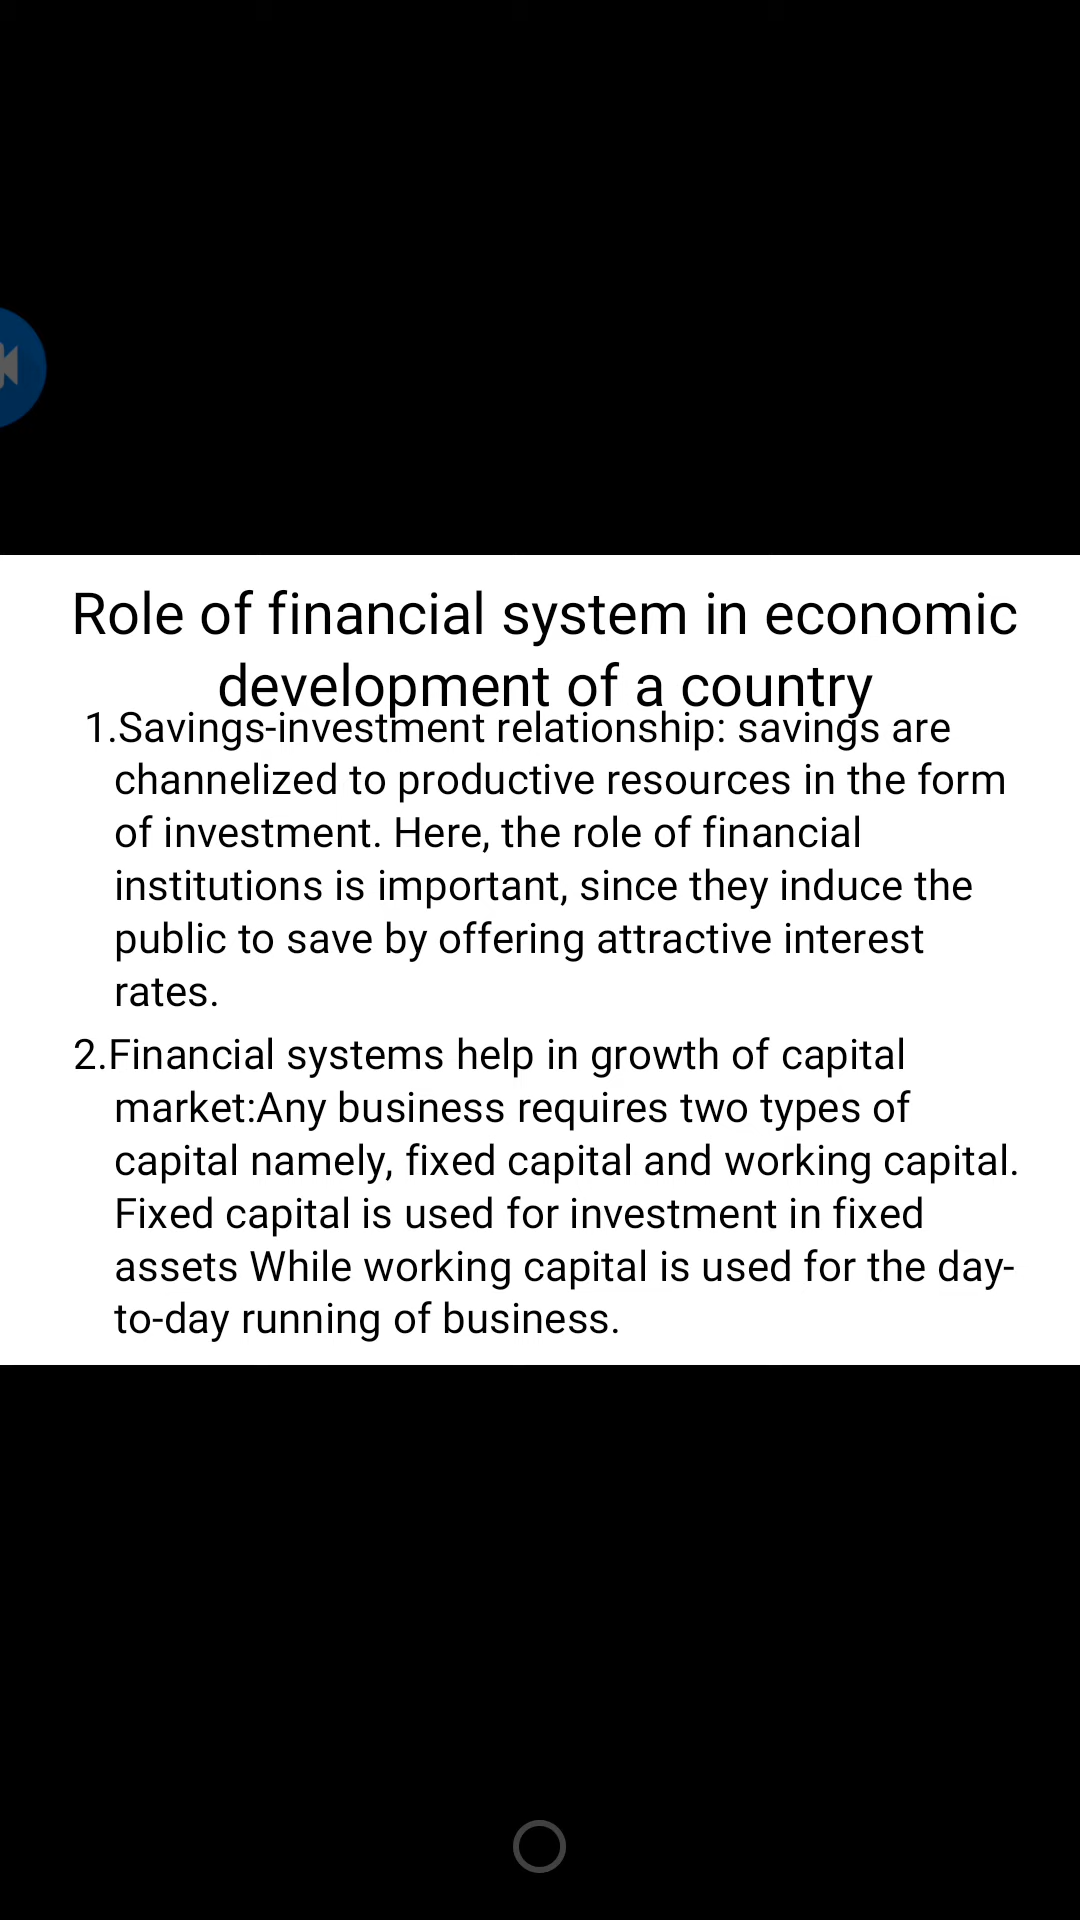 Role of financial system in economic
development of a country
1.Savings-investment relationship: savings are
channelized to productive resources in the form
of investment. Here, the role of financial
institutions is important, since they induce the
public to save by offering attractive interest
rates.
2.Financial systems help in growth of capital
market:Any business requires two types of
capital namely, fixed capital and working capital.
Fixed capital is used for investment in fixed
assets While working capital is used for the day-
to-day running of business.